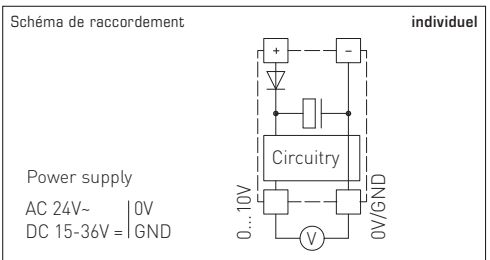 Schéma de raccordement
individuel
+
−
Circuitry
Power supply
AC 24V~ | 0V
DC 15-36V = | GND
0...10V
0V/GND
V